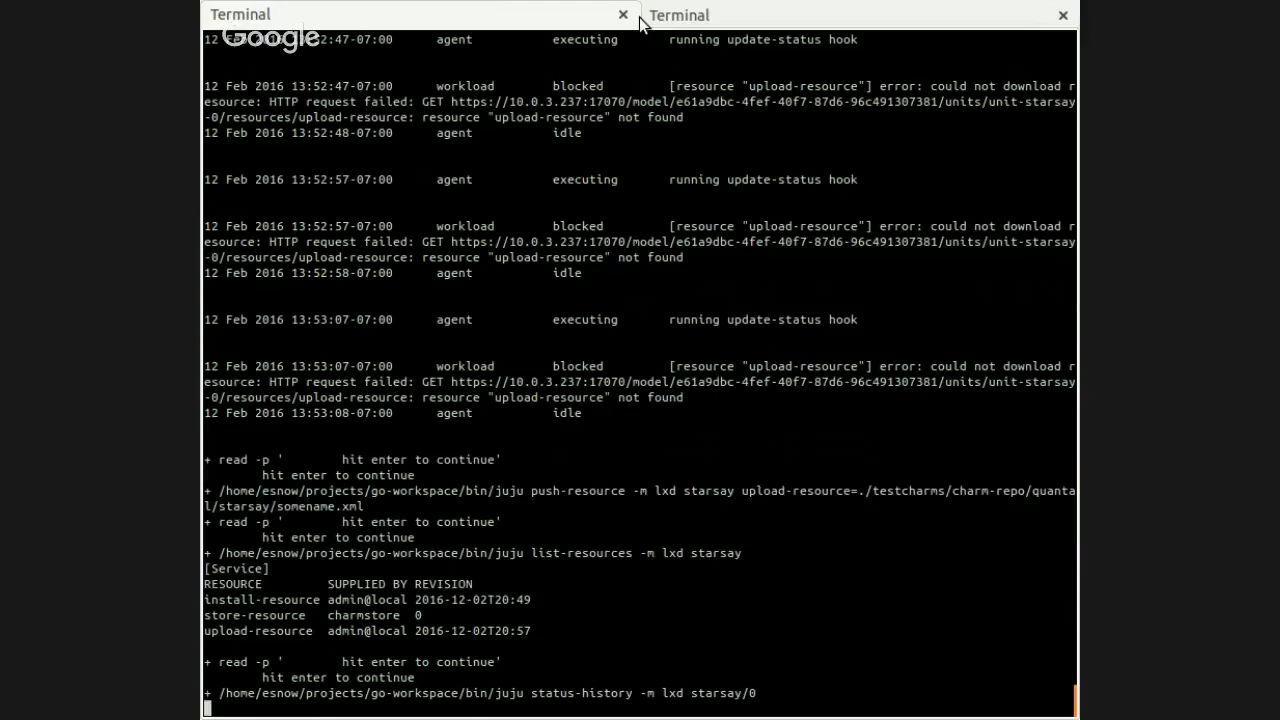 Terminal × Terminal ×
Google
12 Feb 2016 13:52:47-07:00 agent executing running update-status hook
12 Feb 2016 13:52:47-07:00 workload blocked [resource "upload-resource"] error: could not download r
esource: HTTP request failed: GET https://10.0.3.237:17070/model/e61a9dbc-4fef-40f7-87d6-96c491307381/units/unit-starsay
-0/resources/upload-resource: resource "upload-resource" not found
12 Feb 2016 13:52:48-07:00 agent idle
12 Feb 2016 13:52:57-07:00 agent executing running update-status hook
12 Feb 2016 13:52:57-07:00 workload blocked [resource "upload-resource"] error: could not download r
esource: HTTP request failed: GET https://10.0.3.237:17070/model/e61a9dbc-4fef-40f7-87d6-96c491307381/units/unit-starsay
-0/resources/upload-resource: resource "upload-resource" not found
12 Feb 2016 13:52:58-07:00 agent idle
12 Feb 2016 13:53:07-07:00 agent executing running update-status hook
12 Feb 2016 13:53:07-07:00 workload blocked [resource "upload-resource"] error: could not download r
esource: HTTP request failed: GET https://10.0.3.237:17070/model/e61a9dbc-4fef-40f7-87d6-96c491307381/units/unit-starsay
-0/resources/upload-resource: resource "upload-resource" not found
12 Feb 2016 13:53:08-07:00 agent idle
+ read -p ' hit enter to continue'
hit enter to continue
+ /home/esnow/projects/go-workspace/bin/juju push-resource -m lxd starsay upload-resource=./testcharms/charm-repo/quanta
l/starsay/somename.xml
+ read -p ' hit enter to continue'
hit enter to continue
+ /home/esnow/projects/go-workspace/bin/juju list-resources -m lxd starsay
[Service]
RESOURCE SUPPLIED BY REVISION
install-resource admin@local 2016-12-02T20:49
store-resource charmstore 0
upload-resource admin@local 2016-12-02T20:57
+ read -p ' hit enter to continue'
hit enter to continue
+ /home/esnow/projects/go-workspace/bin/juju status-history -m lxd starsay/0